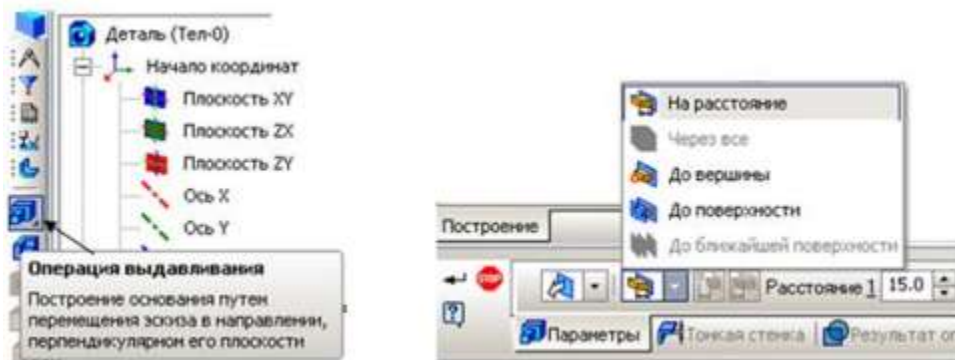 Деталь (Тел-0)
Начало координат
Плоскость XY
Плоскость ZX
Плоскость ZY
Ось X
Ось Y
Операция выдавливания
Построение основания путем
перемещения эскиза в направлении,
перпендикулярном его плоскости
На расстояние
Через все
До вершины
До поверхности
До ближайшей поверхности
Построение
STOP
Расстояние 1 15.0
Параметры Тонкая стенка Результат оп